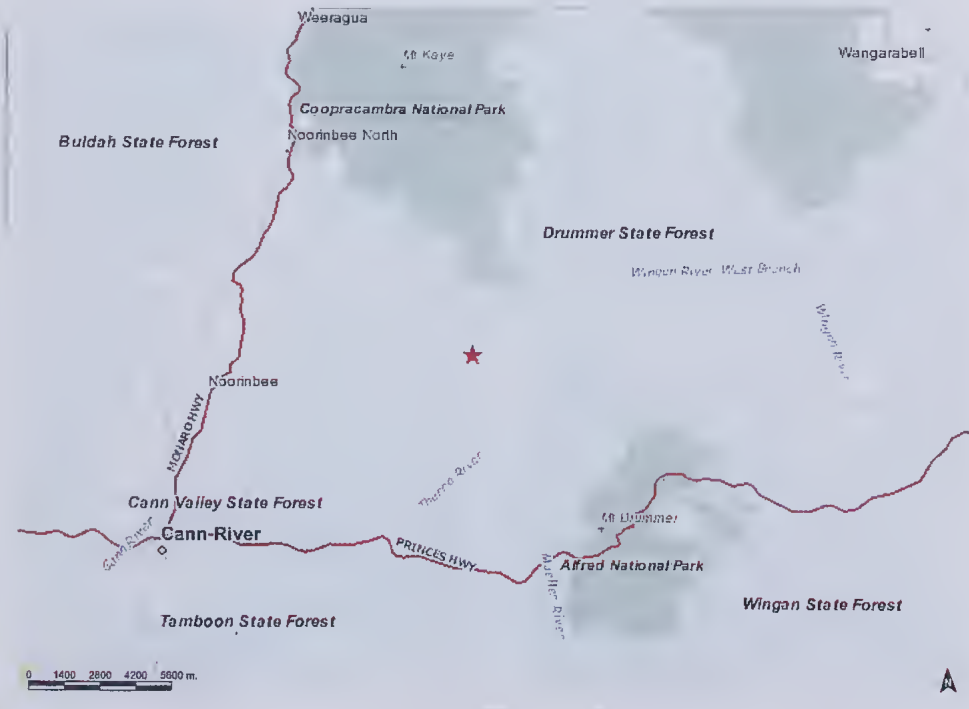 Weeragua
Mt Kaye
Wangarabell
Coopracambra National Park
Noorinbee North
Buldah State Forest
Drummer State Forest
Wingan River West Branch
Wingan River
Noorinbee
MONARO HWY
Thurra River
Cann Valley State Forest
Cann River
Cann-River
Mt Drummer
PRINCES HWY
Mueller River
Alfred National Park
Wingan State Forest
Tamboon State Forest
0 1400 2800 4200 5600 m.
N